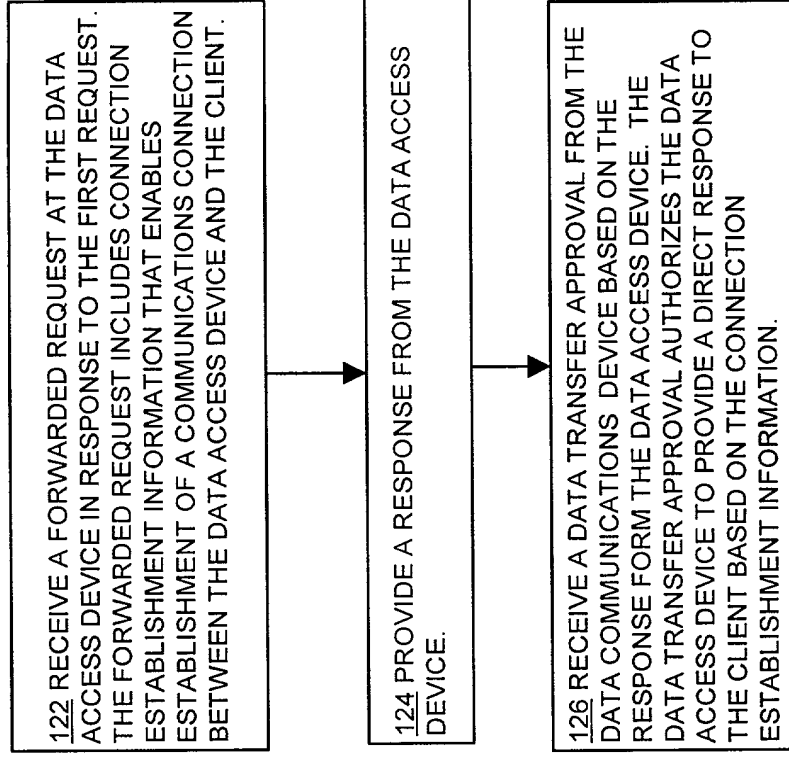 122 RECEIVE A FORWARDED REQUEST AT THE DATA
ACCESS DEVICE IN RESPONSE TO THE FIRST REQUEST.
THE FORWARDED REQUEST INCLUDES CONNECTION
ESTABLISHMENT INFORMATION THAT ENABLES
ESTABLISHMENT OF A COMMUNICATIONS CONNECTION
BETWEEN THE DATA ACCESS DEVICE AND THE CLIENT.
124 PROVIDE A RESPONSE FROM THE DATA ACCESS
DEVICE.
126 RECEIVE A DATA TRANSFER APPROVAL FROM THE
DATA COMMUNICATIONS DEVICE BASED ON THE
RESPONSE FORM THE DATA ACCESS DEVICE. THE
DATA TRANSFER APPROVAL AUTHORIZES THE DATA
ACCESS DEVICE TO PROVIDE A DIRECT RESPONSE TO
THE CLIENT BASED ON THE CONNECTION
ESTABLISHMENT INFORMATION.